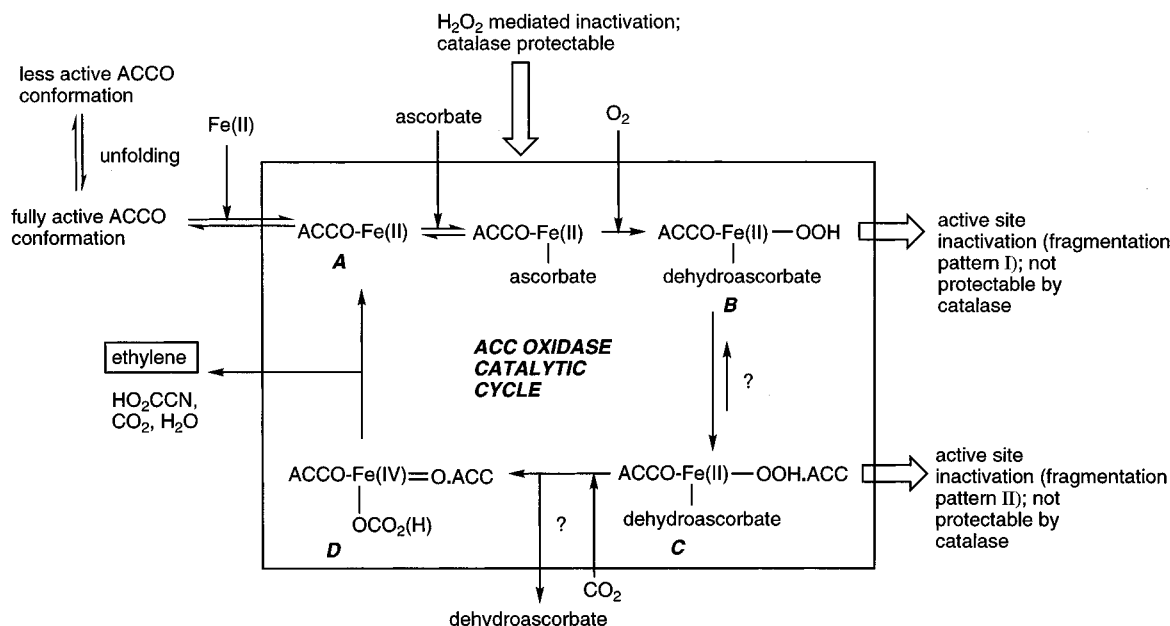 H₂O₂ mediated inactivation;
catalase protectable
less active ACCO
conformation
Fe(II)
ascorbate
O₂
unfolding
fully active ACCO
conformation
ACCO-Fe(II)
A
ACCO-Fe(II)
ascorbate
ACCO-Fe(II)—OOH
dehydroascorbate
B
active site
inactivation (fragmentation
pattern I); not
protectable by
catalase
ethylene
HO₂CCN,
CO₂, H₂O
ACC OXIDASE
CATALYTIC
CYCLE
?
ACCO-Fe(IV)=O.ACC
OCO₂(H)
D
?
ACCO-Fe(II)—OOH.ACC
dehydroascorbate
C
active site
inactivation (fragmentation
pattern II); not
protectable by
catalase
CO₂
dehydroascorbate